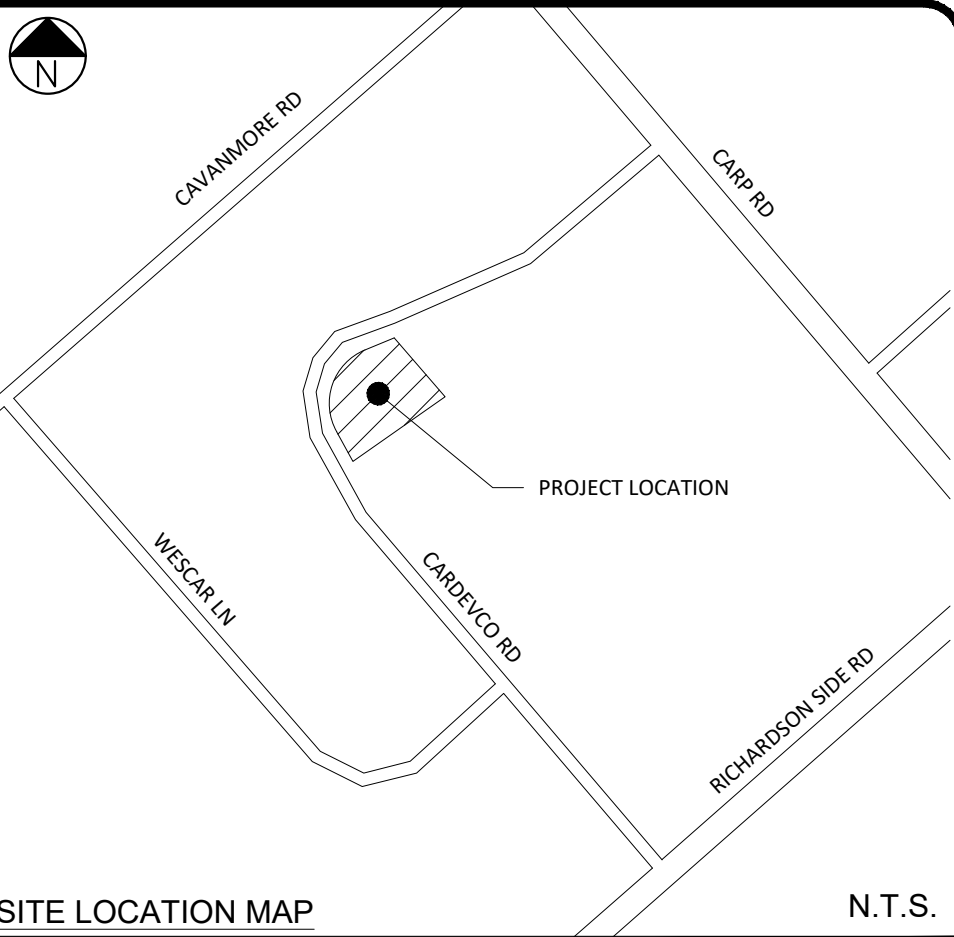 N
CAVANMORE RD
CARP RD
PROJECT LOCATION
WESCAR LN
CARDEVCO RD
RICHARDSON SIDE RD
SITE LOCATION MAP
N.T.S.